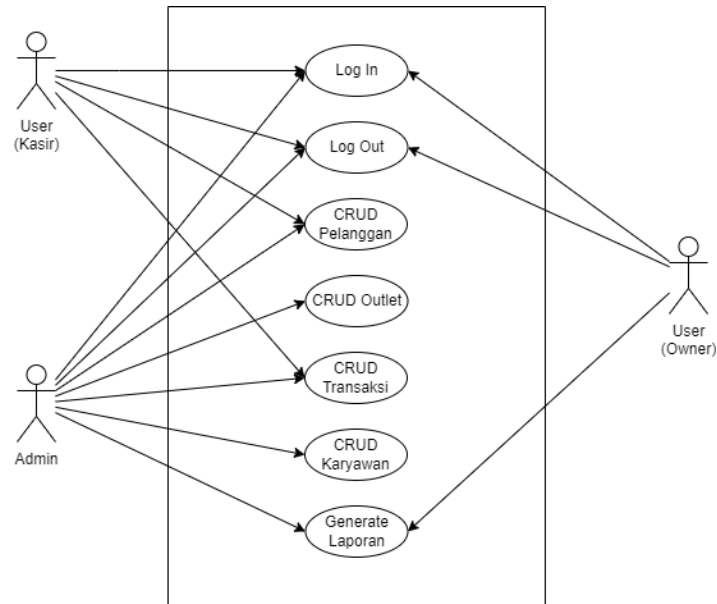 Log In
User
(Kasir)
Log Out
CRUD
Pelanggan
CRUD Outlet
User
(Owner)
CRUD
Transaksi
Admin
CRUD
Karyawan
Generate
Laporan